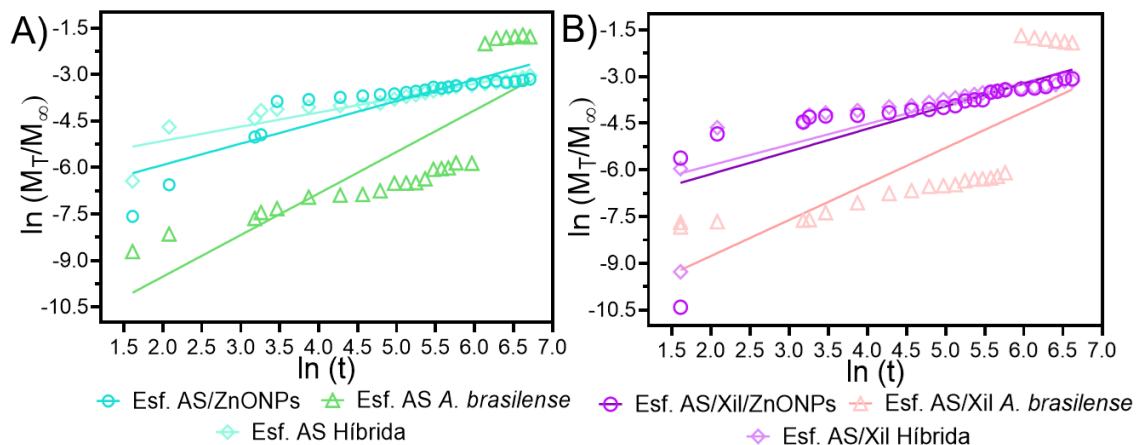 A)
ln (M_T/M_∞)
-1.5
-3.0
-4.5
-6.0
-7.5
-9.0
-10.5
1.5 2.0 2.5 3.0 3.5 4.0 4.5 5.0 5.5 6.0 6.5 7.0
ln (t)
Esf. AS/ZnONPs
Esf. AS A. brasilense
Esf. AS Híbrida
B)
ln (M_T/M_∞)
-1.5
-3.0
-4.5
-6.0
-7.5
-9.0
-10.5
1.5 2.0 2.5 3.0 3.5 4.0 4.5 5.0 5.5 6.0 6.5 7.0
ln (t)
Esf. AS/Xil/ZnONPs
Esf. AS/Xil A. brasilense
Esf. AS/Xil Híbrida